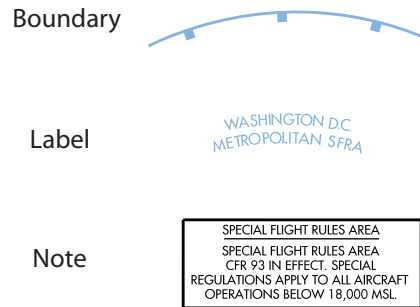 Boundary
Label
WASHINGTON D.C.
METROPOLITAN SFRA
Note
SPECIAL FLIGHT RULES AREA
SPECIAL FLIGHT RULES AREA
CFR 93 IN EFFECT. SPECIAL
REGULATIONS APPLY TO ALL AIRCRAFT
OPERATIONS BELOW 18,000 MSL.